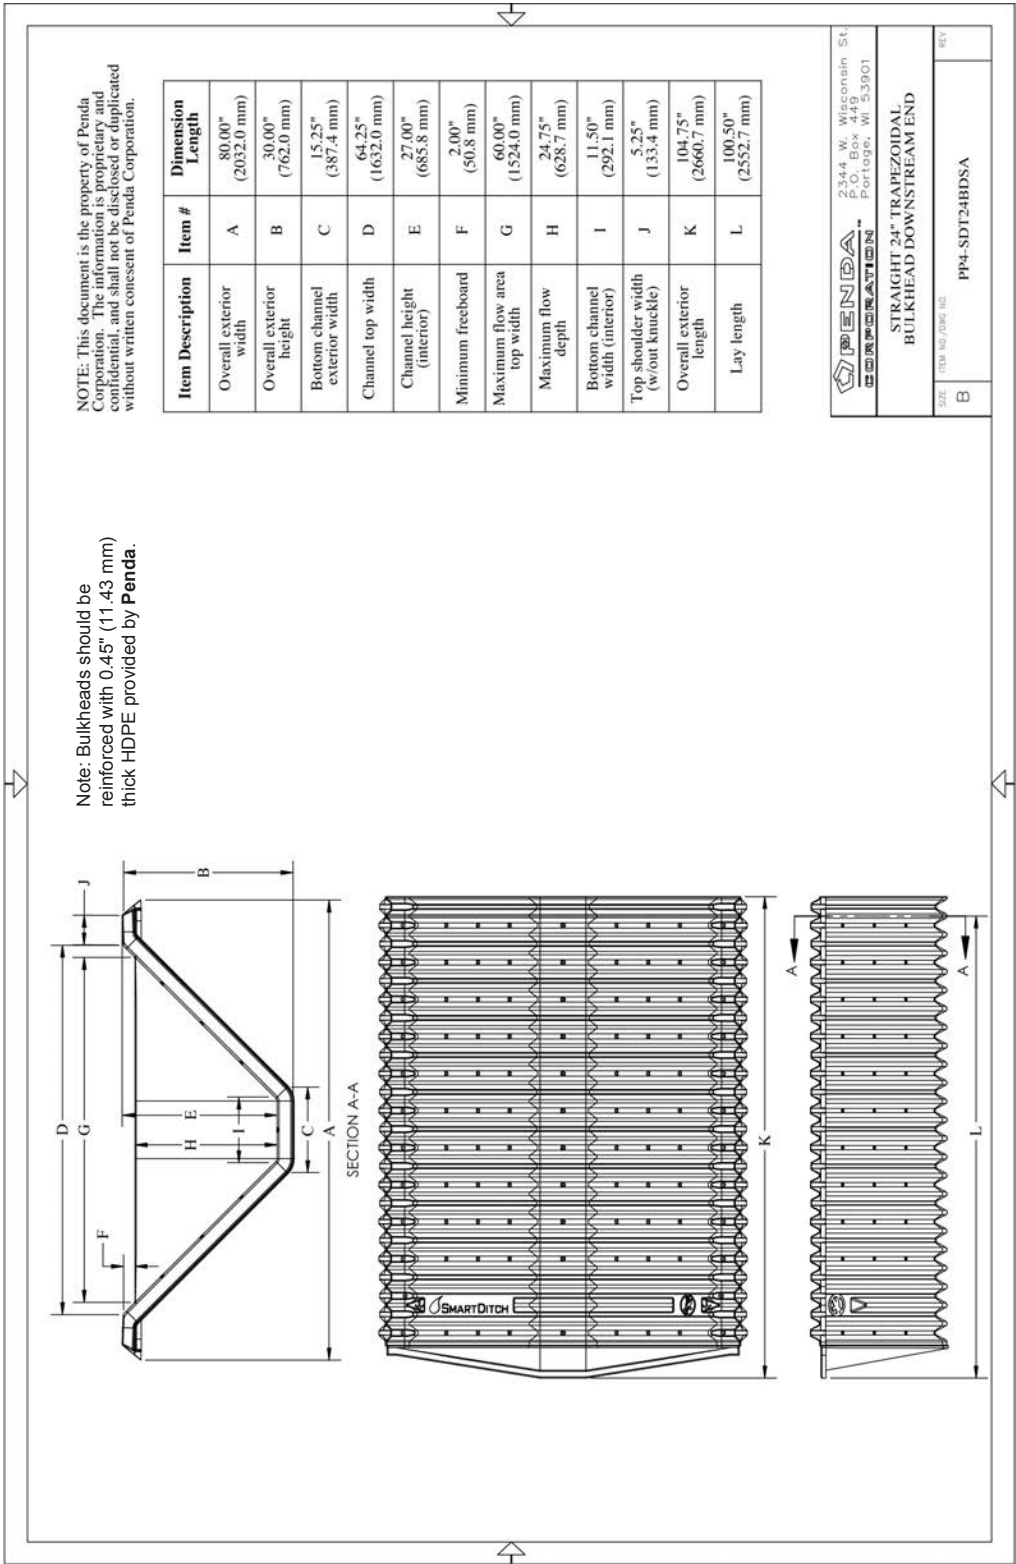 NOTE: This document is the property of Penda
Corporation. The information is proprietary and
confidential, and shall not be disclosed or duplicated
without written conesent of Penda Corporation.
Item Description Item # Dimension Length
Overall exterior width A 80.00" (2032.0 mm)
Overall exterior height B 30.00" (762.0 mm)
Bottom channel exterior width C 15.25" (387.4 mm)
Channel top width D 64.25" (1632.0 mm)
Channel height (interior) E 27.00" (685.8 mm)
Minimum freeboard F 2.00" (50.8 mm)
Maximum flow area top width G 60.00" (1524.0 mm)
Maximum flow depth H 24.75" (628.7 mm)
Bottom channel width (interior) I 11.50" (292.1 mm)
Top shoulder width (w/out knuckle) J 5.25" (133.4 mm)
Overall exterior length K 104.75" (2660.7 mm)
Lay length L 100.50" (2552.7 mm)
Note: Bulkheads should be
reinforced with 0.45" (11.43 mm)
thick HDPE provided by Penda.
D
G
F
J
B
H
E
I
C
A
SECTION A-A
SMARTDITCH
K
A
A
L
PENDA
CORPORATION™
2344 W. Wisconsin St.
P.O. Box 449
Portage, WI 53901
STRAIGHT 24" TRAPEZOIDAL
BULKHEAD DOWNSTREAM END
SIZE ITEM NO./DWG NO. REV
B PP4-SDT24BDSA